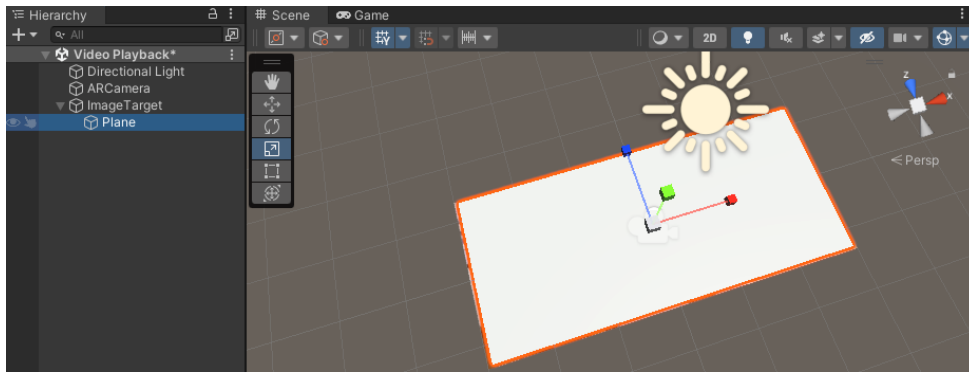 Hierarchy
All
Video Playback*
Directional Light
ARCamera
ImageTarget
Plane
# Scene
Game
2D
z
x
Persp